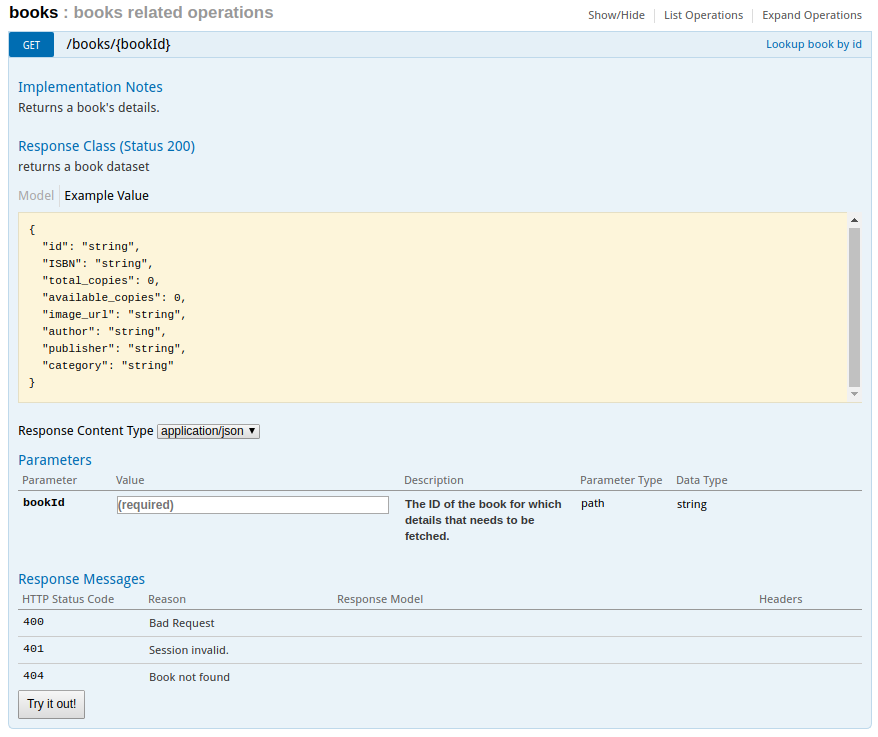 books : books related operations
Show/Hide List Operations Expand Operations
GET /books/{bookId} Lookup book by id
Implementation Notes
Returns a book's details.
Response Class (Status 200)
returns a book dataset
Model Example Value
{
  "id": "string",
  "ISBN": "string",
  "total_copies": 0,
  "available_copies": 0,
  "image_url": "string",
  "author": "string",
  "publisher": "string",
  "category": "string"
}
Response Content Type application/json
Parameters
Parameter Value Description Parameter Type Data Type
bookId (required) The ID of the book for which path string
details that needs to be
fetched.
Response Messages
HTTP Status Code Reason Response Model Headers
400 Bad Request
401 Session invalid.
404 Book not found
Try it out!